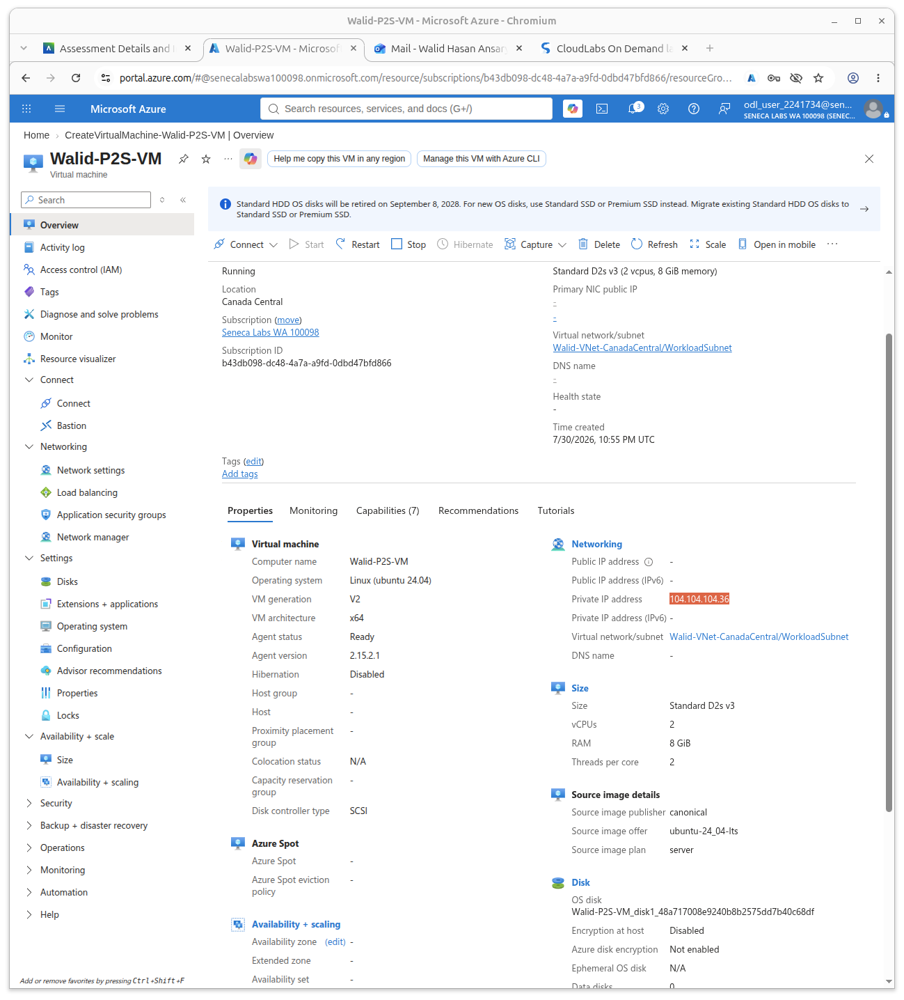 Walid-P2S-VM - Microsoft Azure - Chromium
Assessment Details and
Walid-P2S-VM - Microsoft
Mail - Walid Hasan Ansary
CloudLabs On Demand
portal.azure.com/#@senecalabswa100098.onmicrosoft.com/resource/subscriptions/b43db098-dc48-4a7a-a9fd-0dbd47bfd866/resourceGro...
Microsoft Azure
Search resources, services, and docs (G+/)
3
odl_user_2241734@sen...
SENECA LABS WA 100098 (SENEC...
Home > CreateVirtualMachine-Walid-P2S-VM | Overview
Walid-P2S-VM
Virtual machine
Help me copy this VM in any region
Manage this VM with Azure CLI
Search
Overview
Activity log
Access control (IAM)
Tags
Diagnose and solve problems
Monitor
Resource visualizer
Connect
Connect
Bastion
Networking
Network settings
Load balancing
Application security groups
Network manager
Settings
Disks
Extensions + applications
Operating system
Configuration
Advisor recommendations
Properties
Locks
Availability + scale
Size
Availability + scaling
Security
Backup + disaster recovery
Operations
Monitoring
Automation
Help
Add or remove favorites by pressing Ctrl+Shift+F
Standard HDD OS disks will be retired on September 8, 2028. For new OS disks, use Standard SSD or Premium SSD instead. Migrate existing Standard HDD OS disks to
Standard SSD or Premium SSD.
Connect
Start
Restart
Stop
Hibernate
Capture
Delete
Refresh
Scale
Open in mobile
Running
Location
Canada Central
Subscription (move)
Seneca Labs WA 100098
Subscription ID
b43db098-dc48-4a7a-a9fd-0dbd47bfd866
Standard D2s v3 (2 vcpus, 8 GiB memory)
Primary NIC public IP
-
-
Virtual network/subnet
Walid-VNet-CanadaCentral/WorkloadSubnet
DNS name
-
Health state
-
Time created
7/30/2026, 10:55 PM UTC
Tags (edit)
Add tags
Properties
Monitoring
Capabilities (7)
Recommendations
Tutorials
Virtual machine
Computer name Walid-P2S-VM
Operating system Linux (ubuntu 24.04)
VM generation V2
VM architecture x64
Agent status Ready
Agent version 2.15.2.1
Hibernation Disabled
Host group -
Host -
Proximity placement -
group
Colocation status N/A
Capacity reservation -
group
Disk controller type SCSI
Azure Spot
Azure Spot -
Azure Spot eviction -
policy
Availability + scaling
Availability zone (edit) -
Extended zone -
Availability set -
Networking
Public IP address -
Public IP address (IPv6) -
Private IP address 104.104.104.36
Private IP address (IPv6) -
Virtual network/subnet Walid-VNet-CanadaCentral/WorkloadSubnet
DNS name -
Size
Size Standard D2s v3
vCPUs 2
RAM 8 GiB
Threads per core 2
Source image details
Source image publisher canonical
Source image offer ubuntu-24_04-lts
Source image plan server
Disk
OS disk
Walid-P2S-VM_disk1_48a717008e9240b8b2575dd7b40c68df
Encryption at host Disabled
Azure disk encryption Not enabled
Ephemeral OS disk N/A
Data disks 0